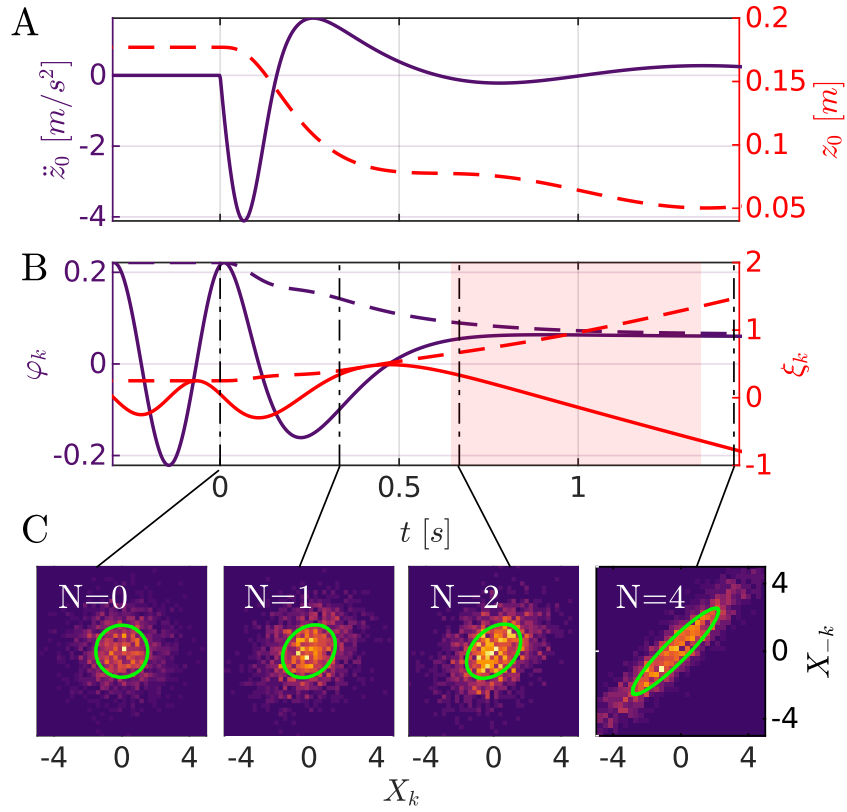 A
0
-2
-4
z̈₀ [m/s²]
0.2
0.15
0.1
0.05
z₀ [m]
B
0.2
0
-0.2
φₖ
2
1
0
-1
ξₖ
0 0.5 1
t [s]
C
N=0 N=1 N=2 N=4
4
0
-4
X₋ₖ
-4 0 4 -4 0 4 -4 0 4 -4 0 4
Xₖ